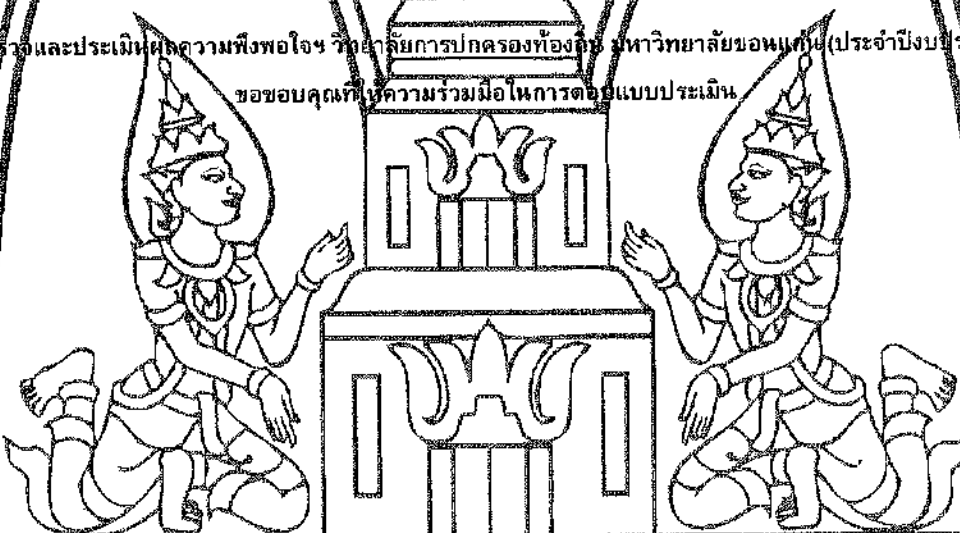 และประเมินผลความพึงพอใจฯ วิทยาลัยการปกครองท้องถิ่น มหาวิทยาลัยขอนแก่น (ประจำปีงบ
ขอขอบคุณที่ให้ความร่วมมือในการตอบแบบประเมิน